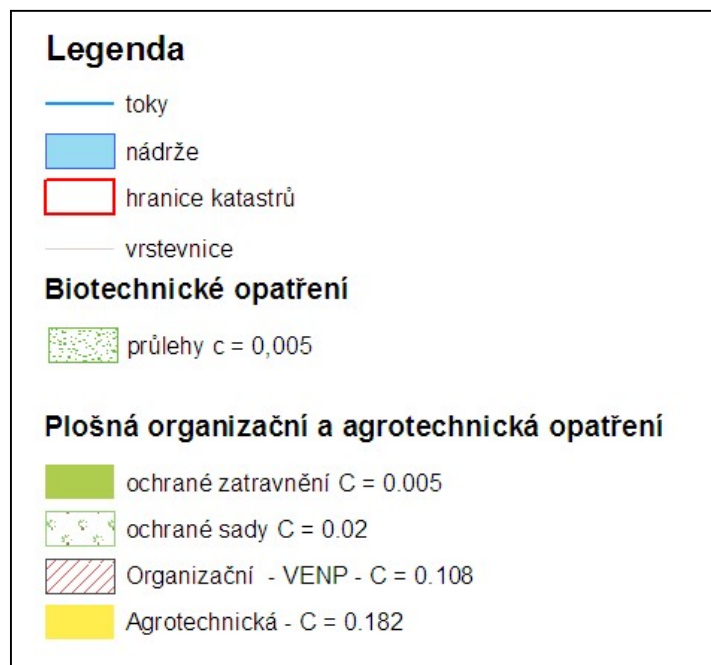 Legenda
toky
nádrže
hranice katastrů
vrstevnice
Biotechnické opatření
průlehy c = 0,005
Plošná organizační a agrotechnická opatření
ochrané zatravnění C = 0.005
ochrané sady C = 0.02
Organizační - VENP - C = 0.108
Agrotechnická - C = 0.182